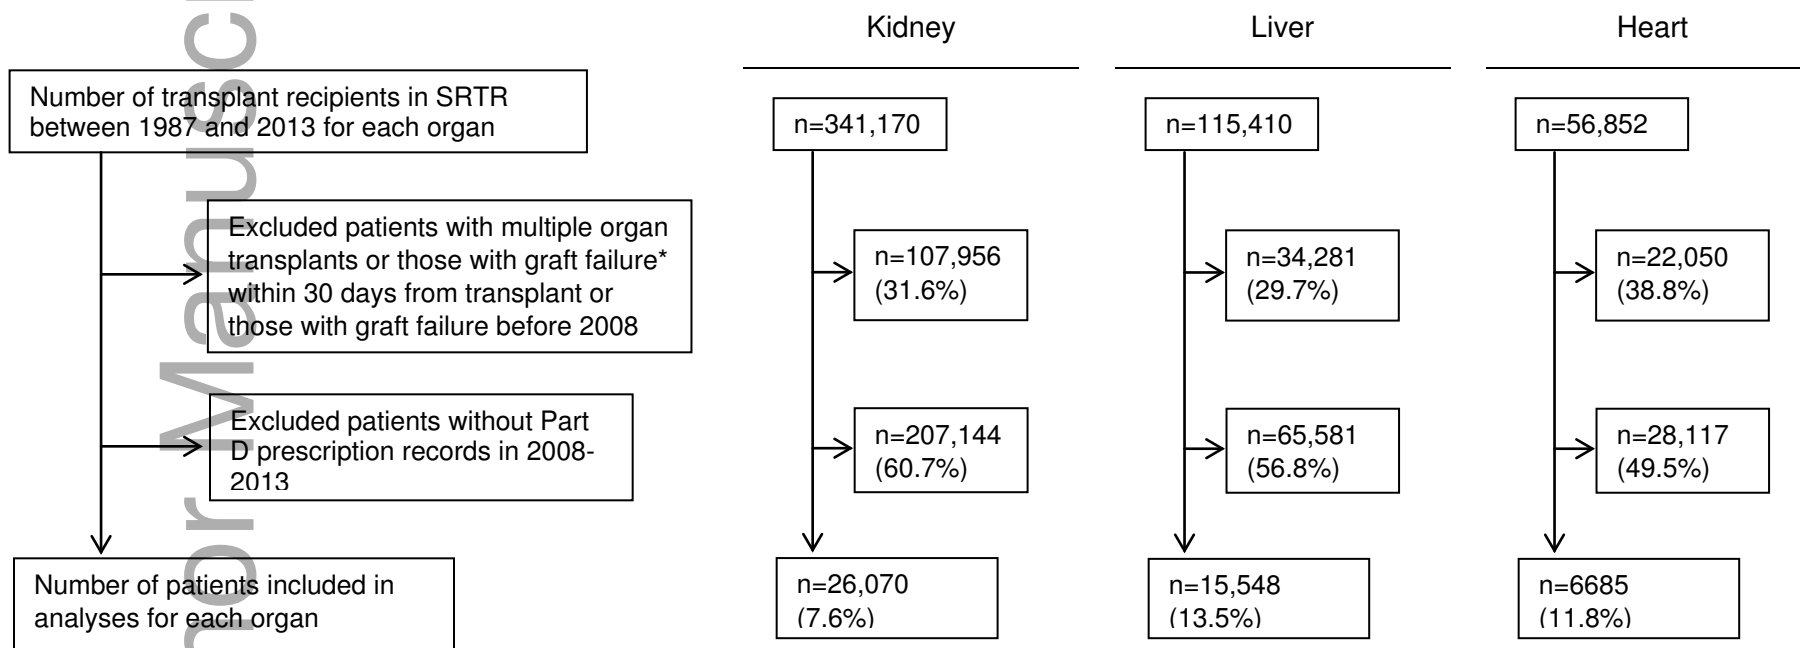 Kidney
Liver
Heart
Number of transplant recipients in SRTR
between 1987 and 2013 for each organ
n=341,170
n=115,410
n=56,852
Excluded patients with multiple organ
transplants or those with graft failure*
within 30 days from transplant or
those with graft failure before 2008
n=107,956
(31.6%)
n=34,281
(29.7%)
n=22,050
(38.8%)
Excluded patients without Part
D prescription records in 2008-
2013
n=207,144
(60.7%)
n=65,581
(56.8%)
n=28,117
(49.5%)
Number of patients included in
analyses for each organ
n=26,070
(7.6%)
n=15,548
(13.5%)
n=6685
(11.8%)
hor Manusc